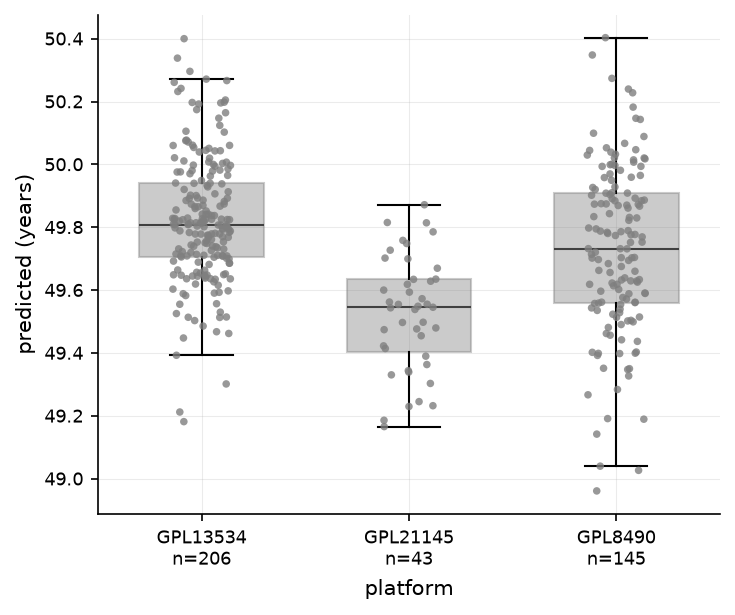 50.4
50.2
50.0
49.8
49.6
49.4
49.2
49.0
predicted (years)
GPL13534
n=206
GPL21145
n=43
GPL8490
n=145
platform